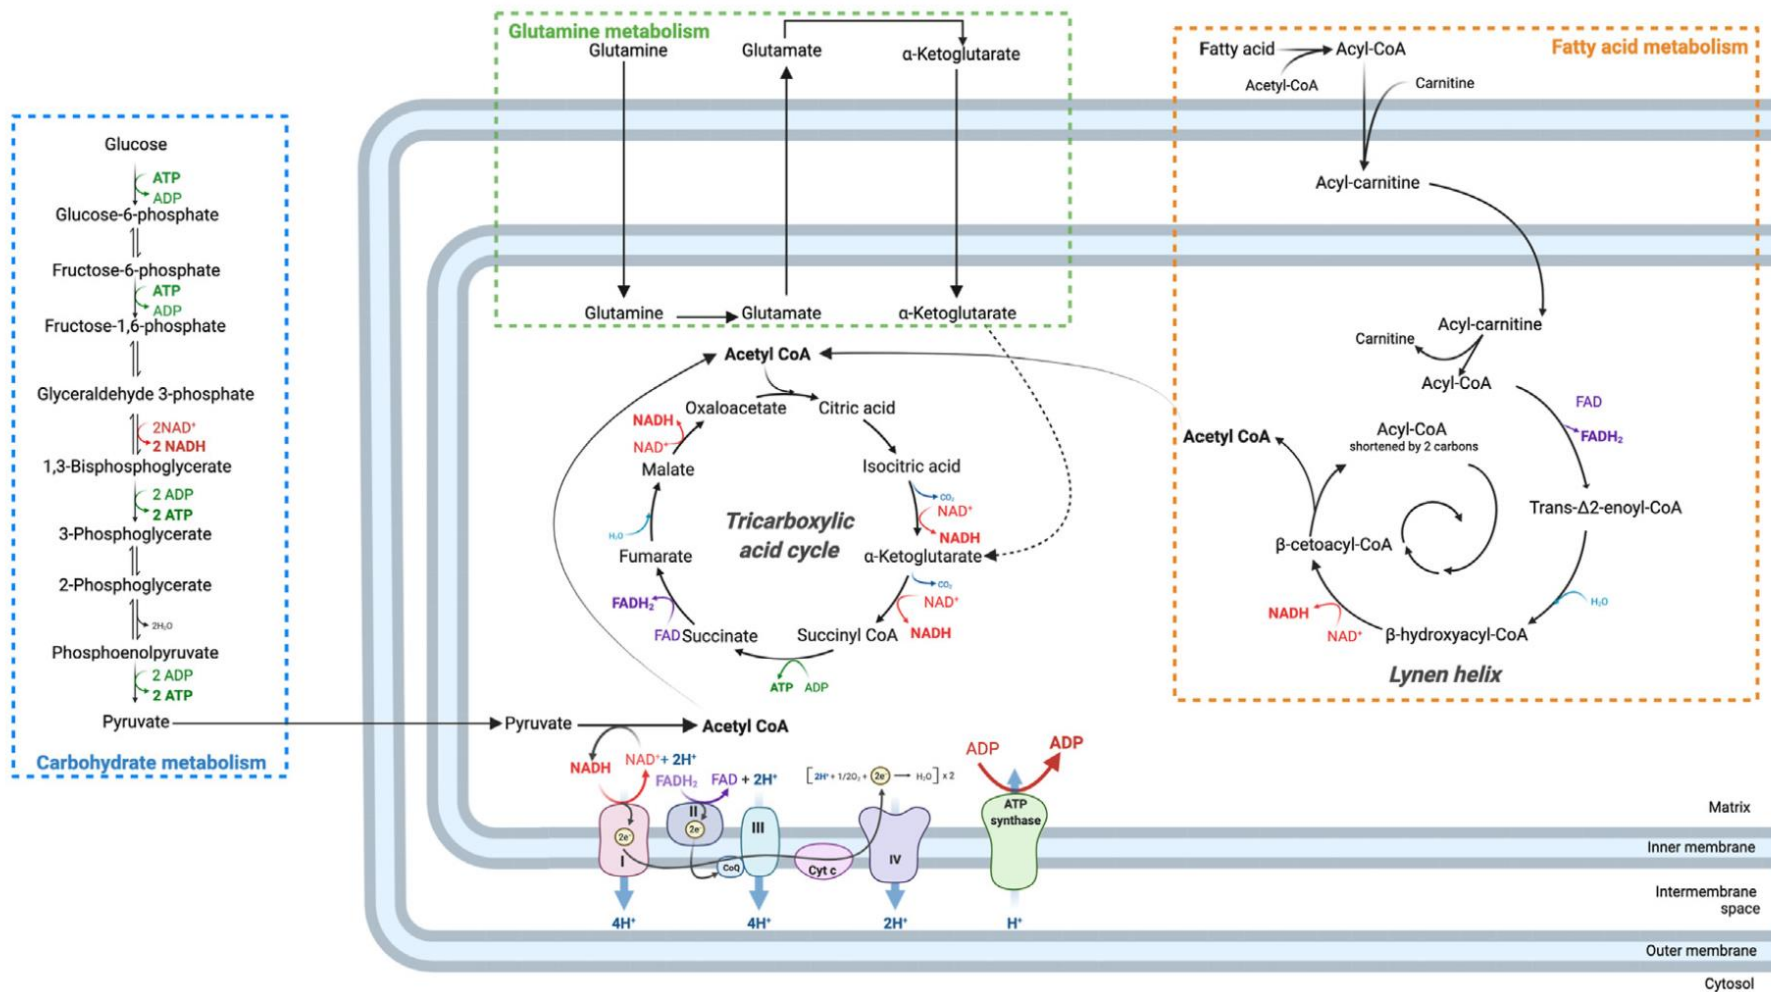 Carbohydrate metabolism
Glucose
ATP
ADP
Glucose-6-phosphate
Fructose-6-phosphate
ATP
ADP
Fructose-1,6-phosphate
Glyceraldehyde 3-phosphate
2NAD⁺
2 NADH
1,3-Bisphosphoglycerate
2 ADP
2 ATP
3-Phosphoglycerate
2-Phosphoglycerate
2H₂O
Phosphoenolpyruvate
2 ADP
2 ATP
Pyruvate
Glutamine metabolism
Glutamine
Glutamate
α-Ketoglutarate
Glutamine
Glutamate
α-Ketoglutarate
Fatty acid metabolism
Fatty acid
Acyl-CoA
Acetyl-CoA
Carnitine
Acyl-carnitine
Acyl-carnitine
Carnitine
Acyl-CoA
FAD
FADH₂
Acyl-CoA
shortened by 2 carbons
Acetyl CoA
Trans-Δ2-enoyl-CoA
β-cetoacyl-CoA
H₂O
NADH
NAD⁺
β-hydroxyacyl-CoA
Lynen helix
Acetyl CoA
Oxaloacetate
Citric acid
NADH
NAD⁺
Malate
Isocitric acid
CO₂
NAD⁺
NADH
Tricarboxylic
acid cycle
H₂O
Fumarate
α-Ketoglutarate
CO₂
NAD⁺
NADH
FADH₂
FAD
Succinate
Succinyl CoA
ATP
ADP
Pyruvate
Acetyl CoA
NADH
NAD⁺+ 2H⁺
FADH₂
FAD + 2H⁺
[2H⁺ + 1/2O₂ + 2e⁻ → H₂O] x 2
ADP
ADP
2e⁻
I
II
2e⁻
CoQ
III
Cyt c
IV
ATP
synthase
4H⁺
4H⁺
2H⁺
H⁺
Matrix
Inner membrane
Intermembrane
space
Outer membrane
Cytosol